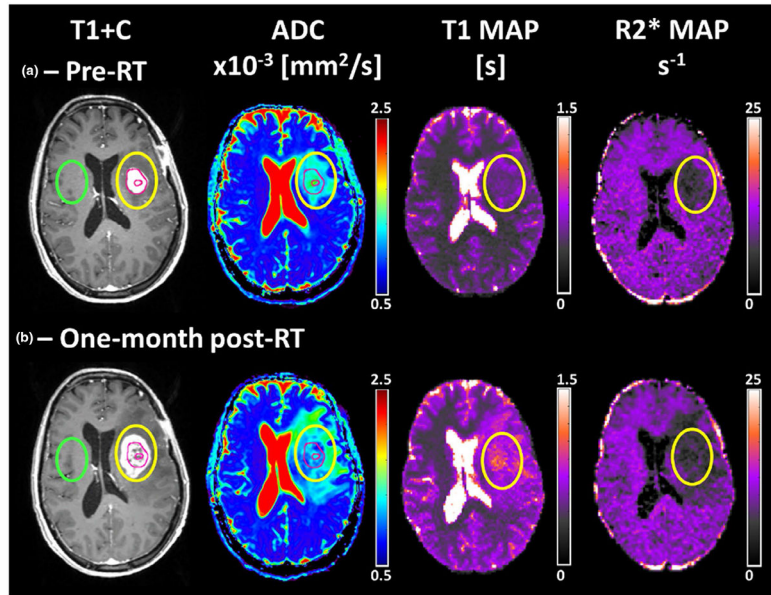 T1+C ADC T1 MAP R2* MAP
(a) – Pre-RT x10⁻³ [mm²/s] [s] s⁻¹
2.5 1.5 25
0.5 0 0
(b) – One-month post-RT
2.5 1.5 25
0.5 0 0